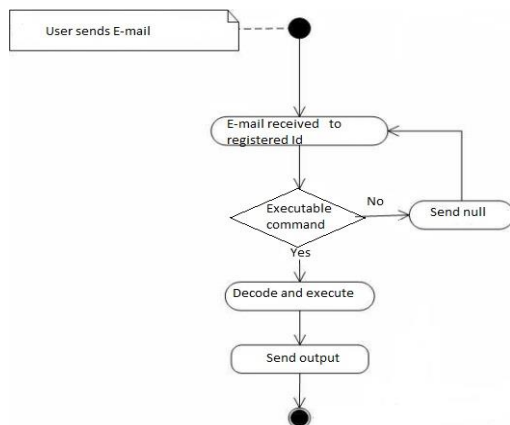 User sends E-mail
E-mail received to
registered Id
Executable
command
No
Send null
Yes
Decode and execute
Send output